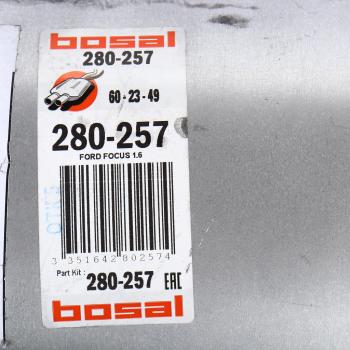 bosal
280-257
60-23-49
280-257
FORD FOCUS 1.6
3 351642 802574
Part Kit : 280-257 EAC
bosal